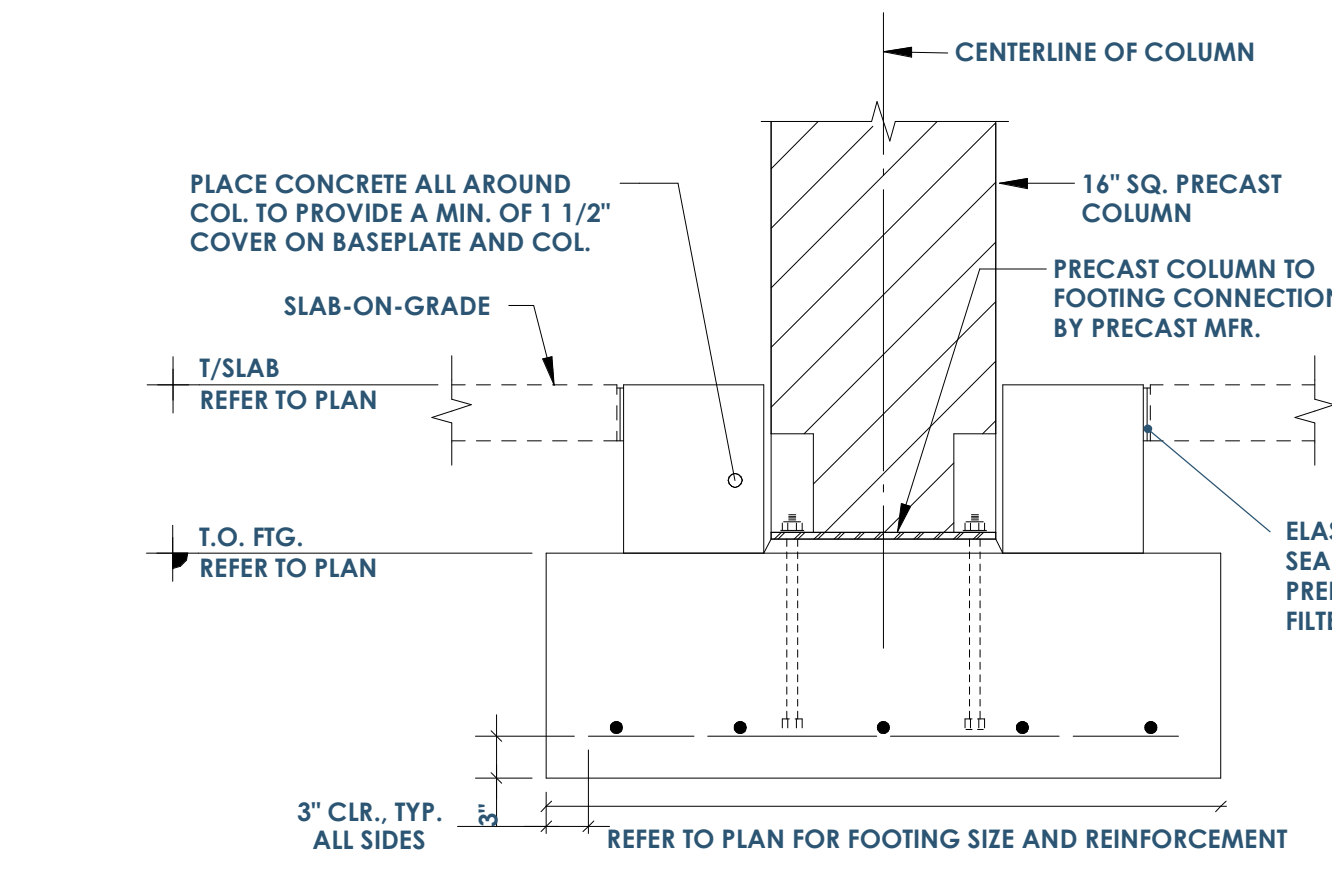 CENTERLINE OF COLUMN
PLACE CONCRETE ALL AROUND
COL. TO PROVIDE A MIN. OF 1 1/2"
COVER ON BASEPLATE AND COL.
16" SQ. PRECAST
COLUMN
PRECAST COLUMN TO
FOOTING CONNECTION
BY PRECAST MFR.
SLAB-ON-GRADE
T/SLAB
REFER TO PLAN
T.O. FTG.
REFER TO PLAN
3" CLR., TYP.
ALL SIDES
3"
REFER TO PLAN FOR FOOTING SIZE AND REINFORCEMENT